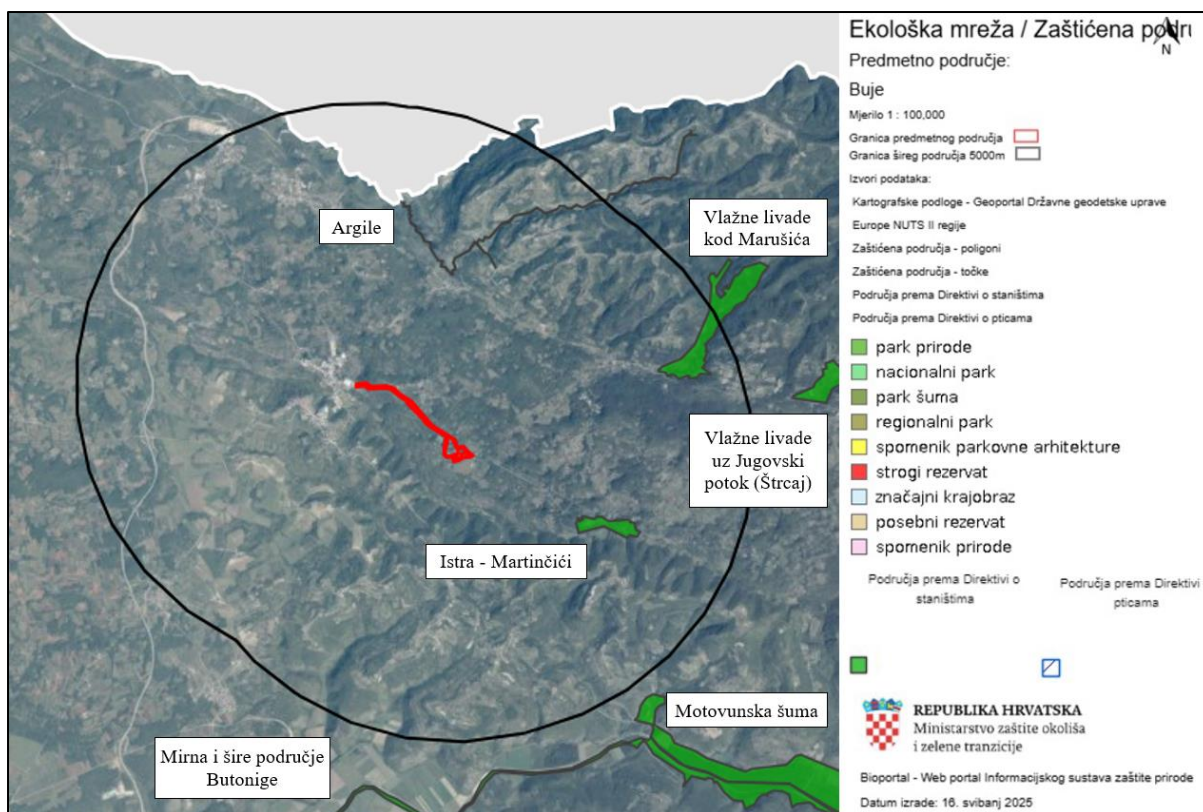 Argile
Vlažne livade
kod Marušića
Vlažne livade
uz Jugovski
potok (Štrcaj)
Istra - Martinčići
Motovunska šuma
Mirna i šire područje
Butonige
Ekološka mreža / Zaštićena podru
N
Predmetno područje:
Buje
Mjerilo 1 : 100,000
Granica predmetnog područja
Granica šireg područja 5000m
Izvori podataka:
Kartografske podloge - Geoportal Državne geodetske uprave
Europe NUTS II regije
Zaštićena područja - poligoni
Zaštićena područja - točke
Područja prema Direktivi o staništima
Područja prema Direktivi o pticama
park prirode
nacionalni park
park šuma
regionalni park
spomenik parkovne arhitekture
strogi rezervat
značajni krajobraz
posebni rezervat
spomenik prirode
Područja prema Direktivi o
staništima
Područja prema Direktivi
pticama
REPUBLIKA HRVATSKA
Ministarstvo zaštite okoliša
i zelene tranzicije
Bioportal - Web portal Informacijskog sustava zaštite prirode
Datum izrade: 16. svibanj 2025